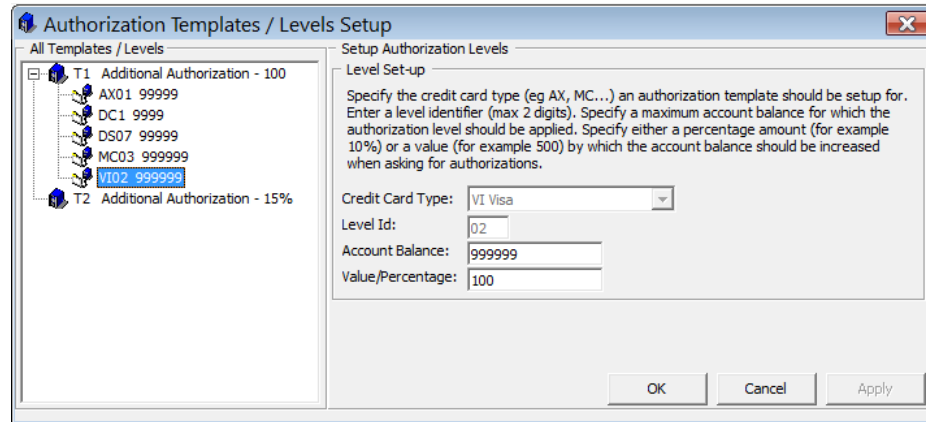 Authorization Templates / Levels Setup
All Templates / Levels
T1 Additional Authorization - 100
AX01 99999
DC1 9999
DS07 99999
MC03 999999
VI02 999999
T2 Additional Authorization - 15%
Setup Authorization Levels
Level Set-up
Specify the credit card type (eg AX, MC...) an authorization template should be setup for.
Enter a level identifier (max 2 digits). Specify a maximum account balance for which the
authorization level should be applied. Specify either a percentage amount (for example
10%) or a value (for example 500) by which the account balance should be increased
when asking for authorizations.
Credit Card Type: VI Visa
Level Id: 02
Account Balance: 999999
Value/Percentage: 100
OK Cancel Apply